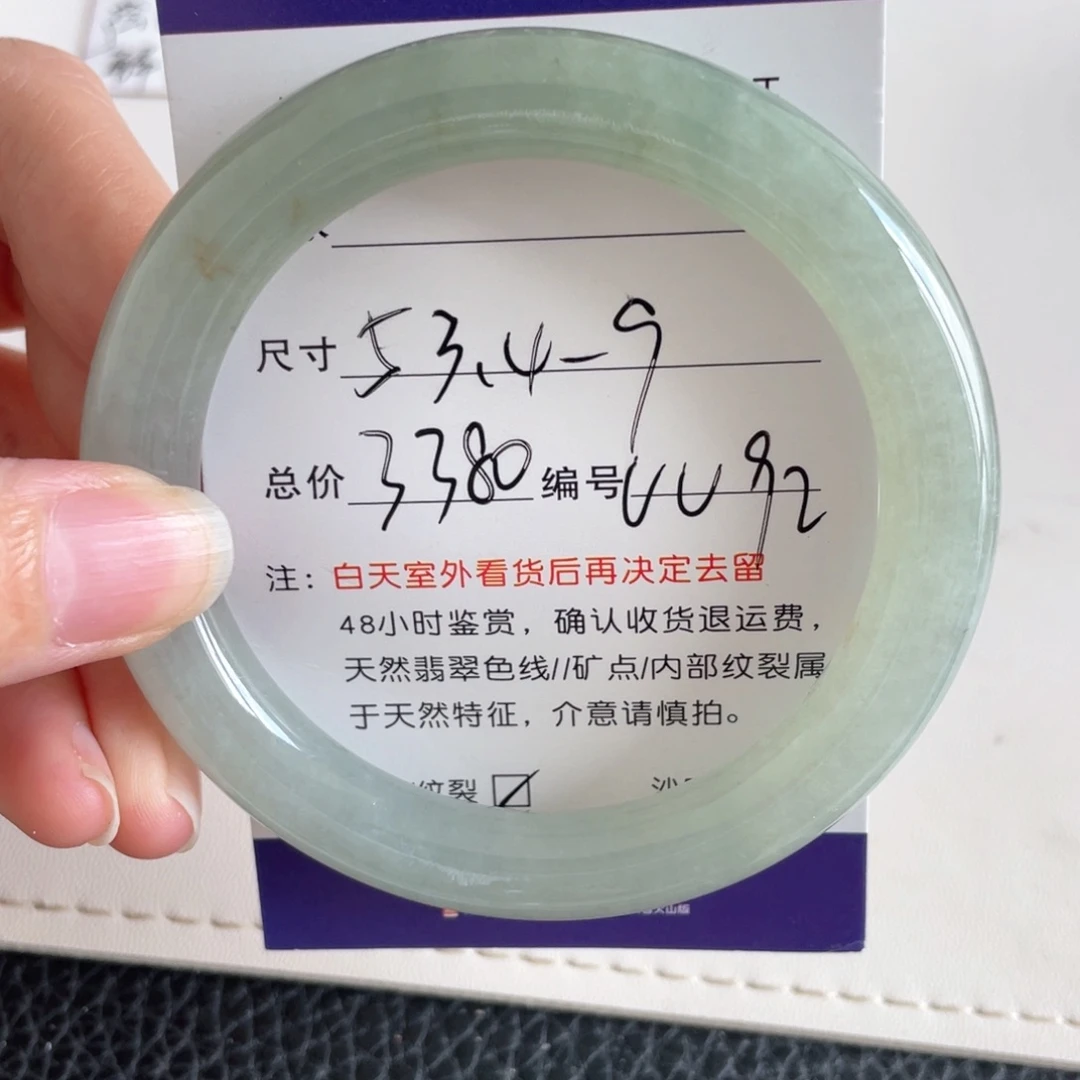 尺寸 53.4-9
总价 3380 编号 UU92
注：白天室外看货后再决定去留
48小时鉴赏，确认收货退运费，
天然翡翠色线//矿点/内部纹裂属
于天然特征，介意请慎拍。
纹裂